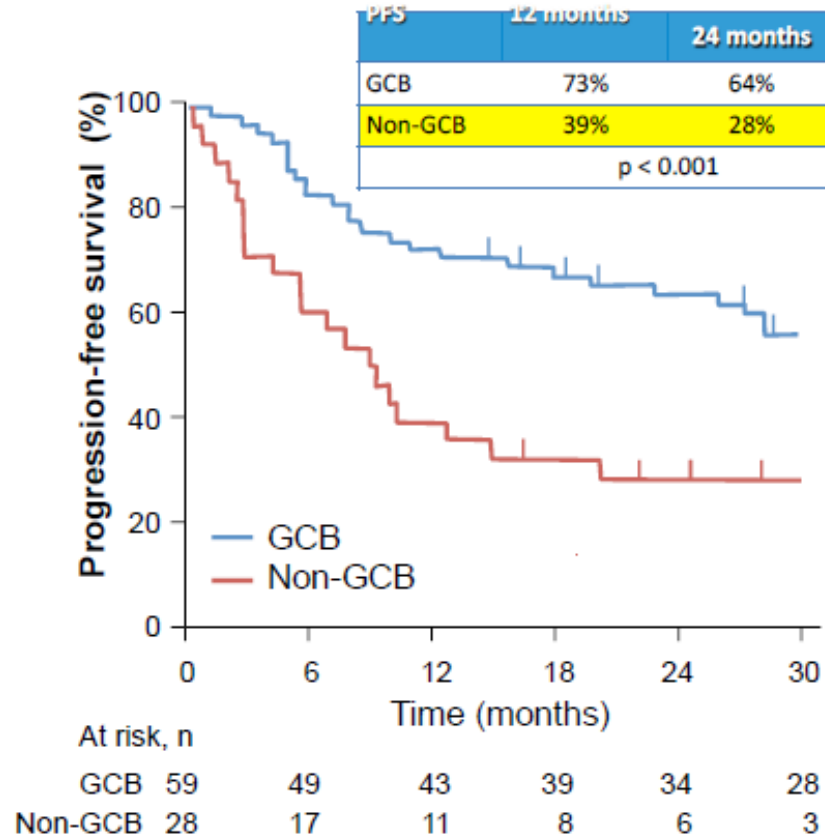 PFS 12 months 24 months
GCB 73% 64%
Non-GCB 39% 28%
p < 0.001
Progression-free survival (%)
100
80
60
40
20
0
GCB
Non-GCB
0 6 12 18 24 30
Time (months)
At risk, n
GCB 59 49 43 39 34 28
Non-GCB 28 17 11 8 6 3